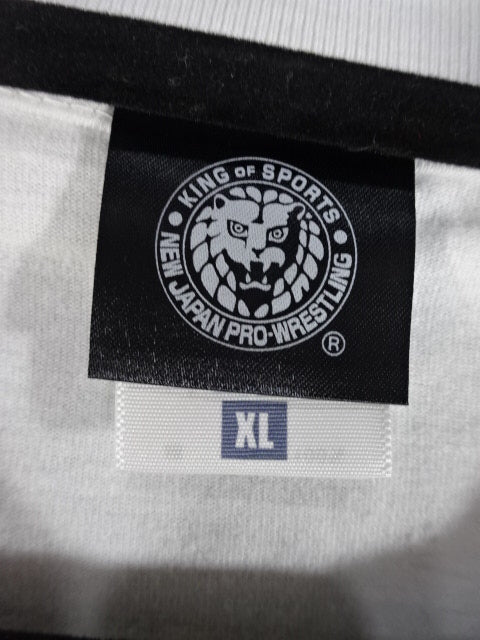 KING OF SPORTS
NEW JAPAN PRO-WRESTLING
®
XL